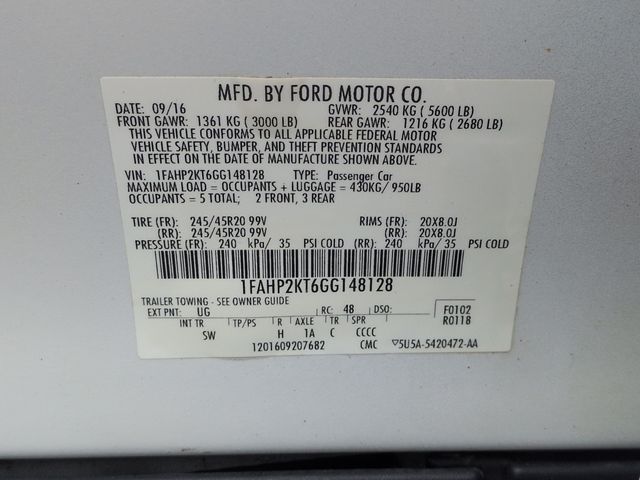 MFD. BY FORD MOTOR CO.
DATE: 09/16 GVWR: 2540 KG ( 5600 LB)
FRONT GAWR: 1361 KG ( 3000 LB) REAR GAWR: 1216 KG ( 2680 LB)
THIS VEHICLE CONFORMS TO ALL APPLICABLE FEDERAL MOTOR
VEHICLE SAFETY, BUMPER, AND THEFT PREVENTION STANDARDS
IN EFFECT ON THE DATE OF MANUFACTURE SHOWN ABOVE.
VIN: 1FAHP2KT6GG148128 TYPE: Passenger Car
MAXIMUM LOAD = OCCUPANTS + LUGGAGE = 430KG/ 950LB
OCCUPANTS = 5 TOTAL; 2 FRONT, 3 REAR
TIRE (FR): 245/45R20 99V RIMS (FR): 20X8.0J
(RR): 245/45R20 99V (RR): 20X8.0J
PRESSURE (FR): 240 kPa/ 35 PSI COLD (RR): 240 kPa/ 35 PSI COLD
1FAHP2KT6GG148128
TRAILER TOWING - SEE OWNER GUIDE
EXT PNT: UG RC: 48 DSO: F0102
INT TR TP/PS R AXLE TR SPR R0118
SW H 1A C CCCC
1201609207682 CMC ▽5U5A-5420472-AA